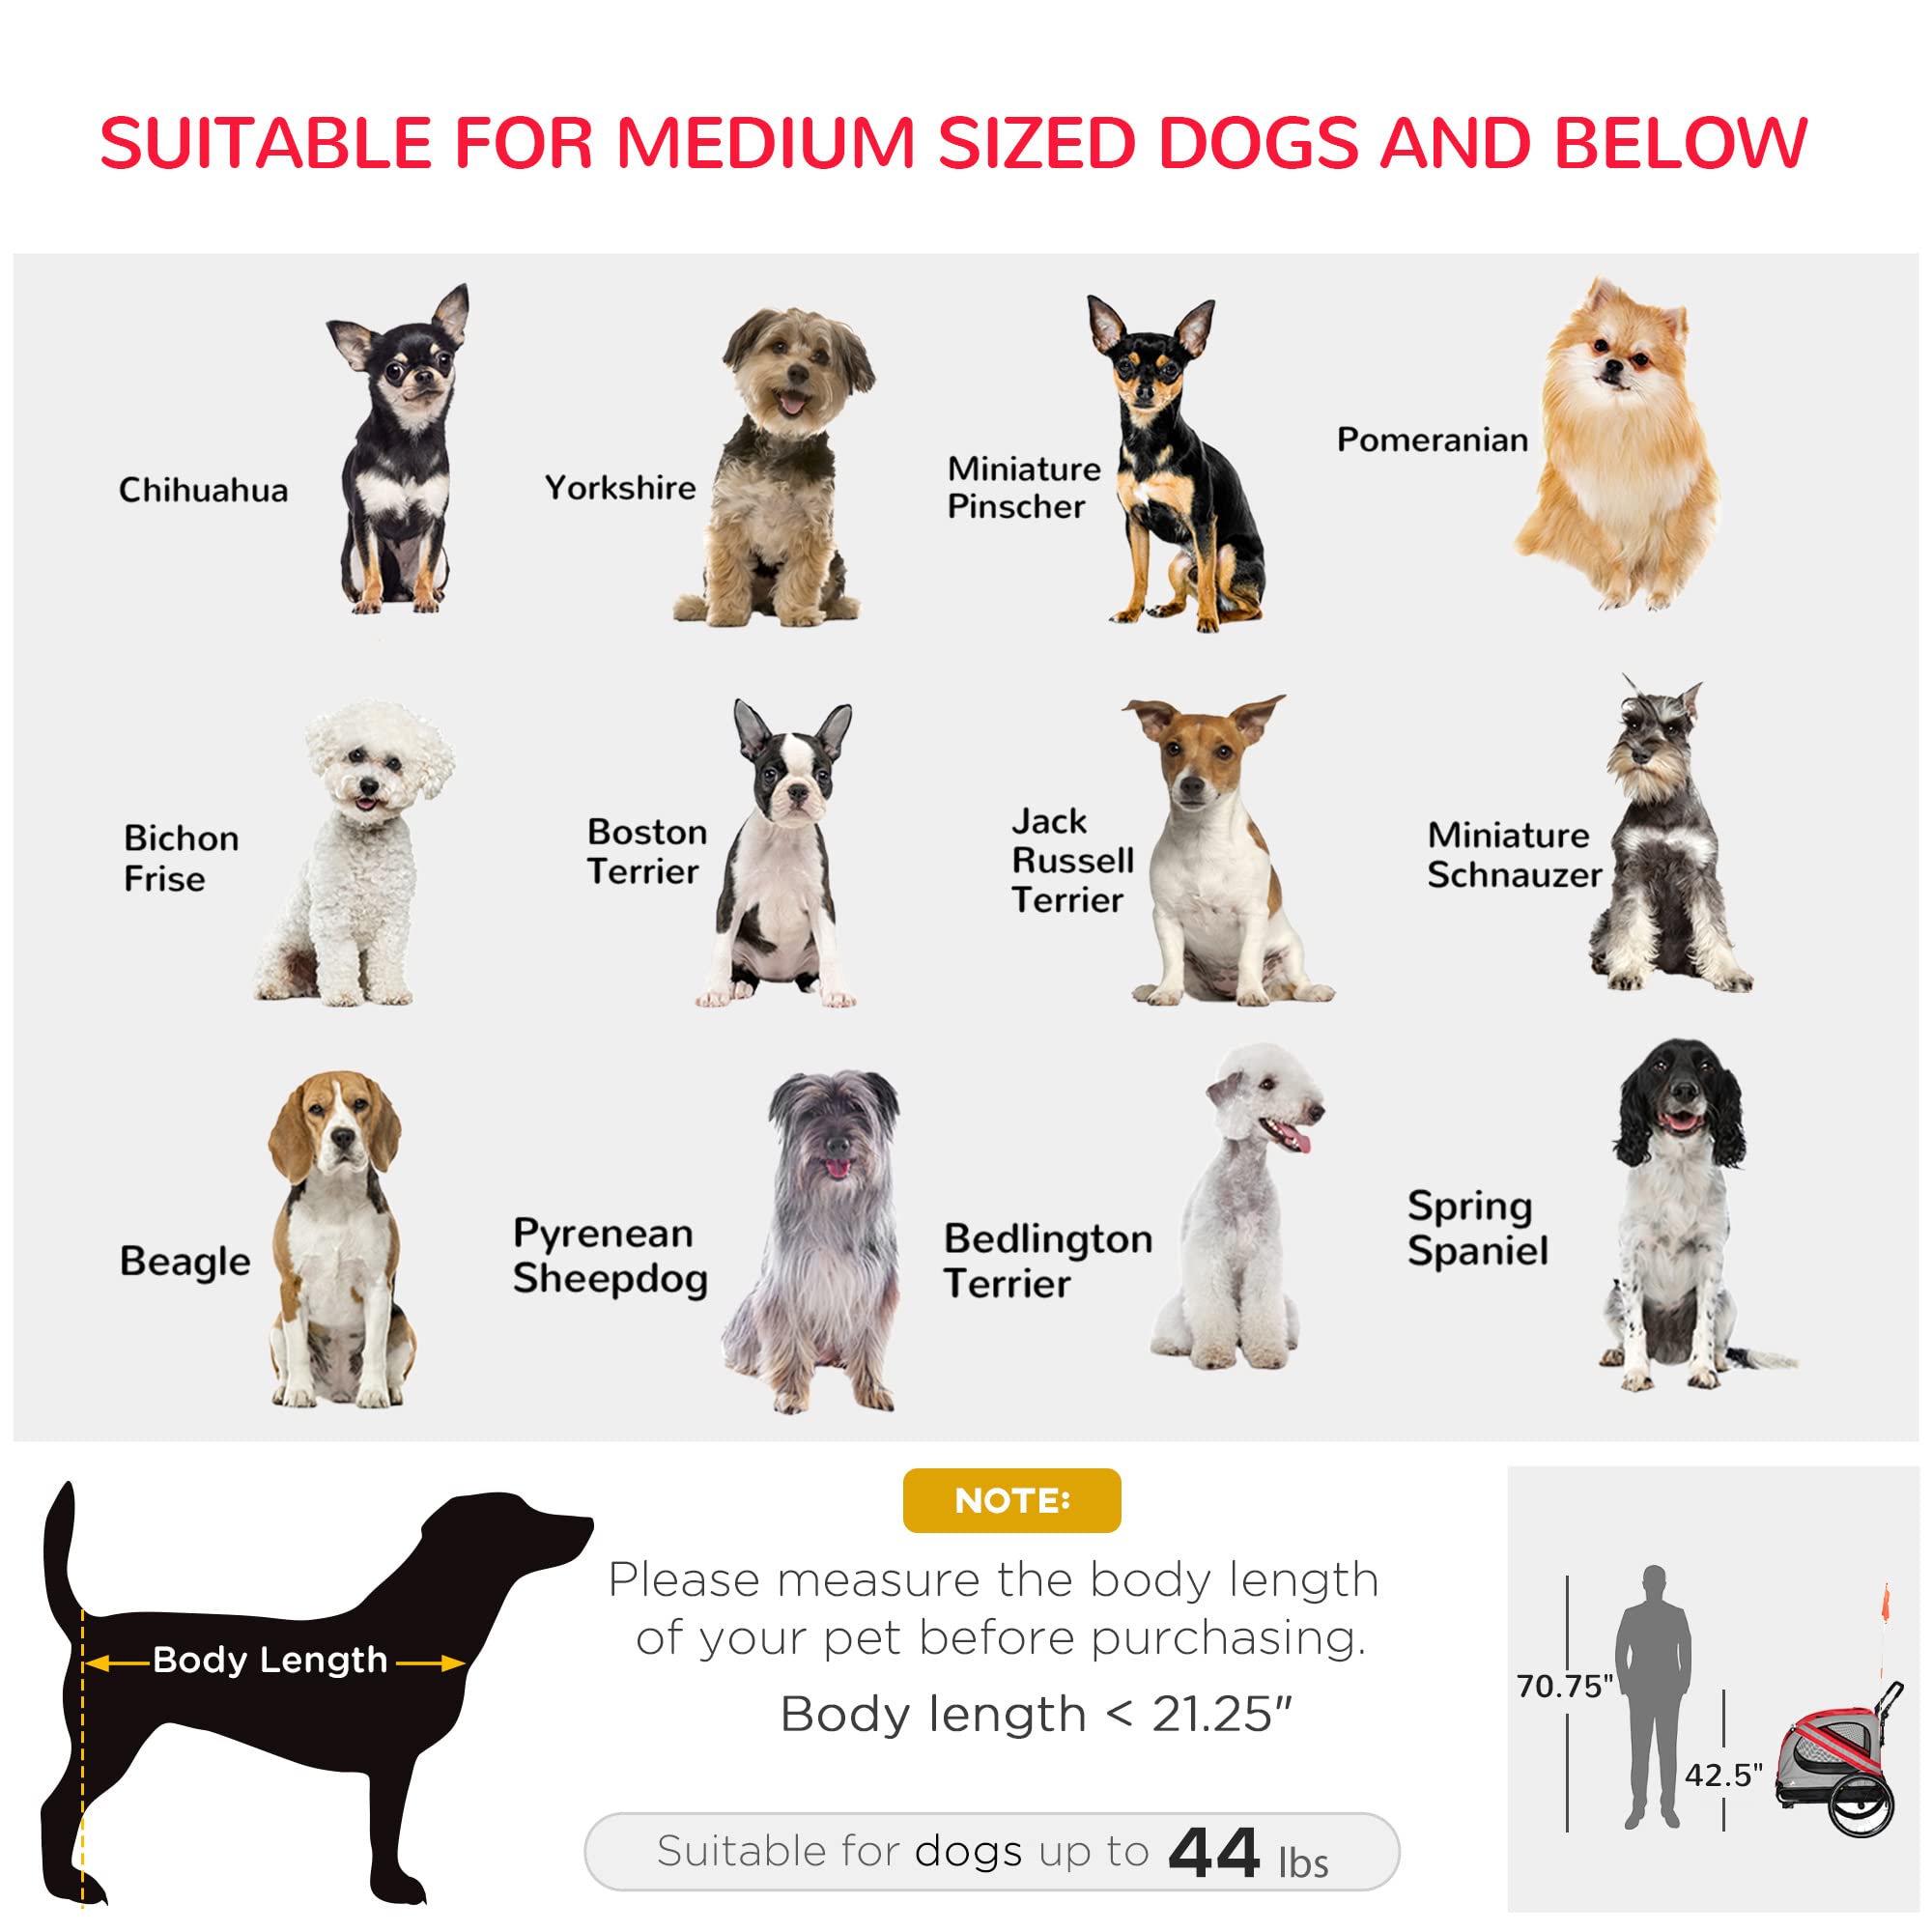 SUITABLE FOR MEDIUM SIZED DOGS AND BELOW
Chihuahua
Yorkshire
Miniature
Pinscher
Pomeranian
Bichon
Frise
Boston
Terrier
Jack
Russell
Terrier
Miniature
Schnauzer
Beagle
Pyrenean
Sheepdog
Bedlington
Terrier
Spring
Spaniel
Body Length
NOTE:
Please measure the body length
of your pet before purchasing.
Body length < 21.25"
Suitable for dogs up to 44 lbs
70.75"
42.5"